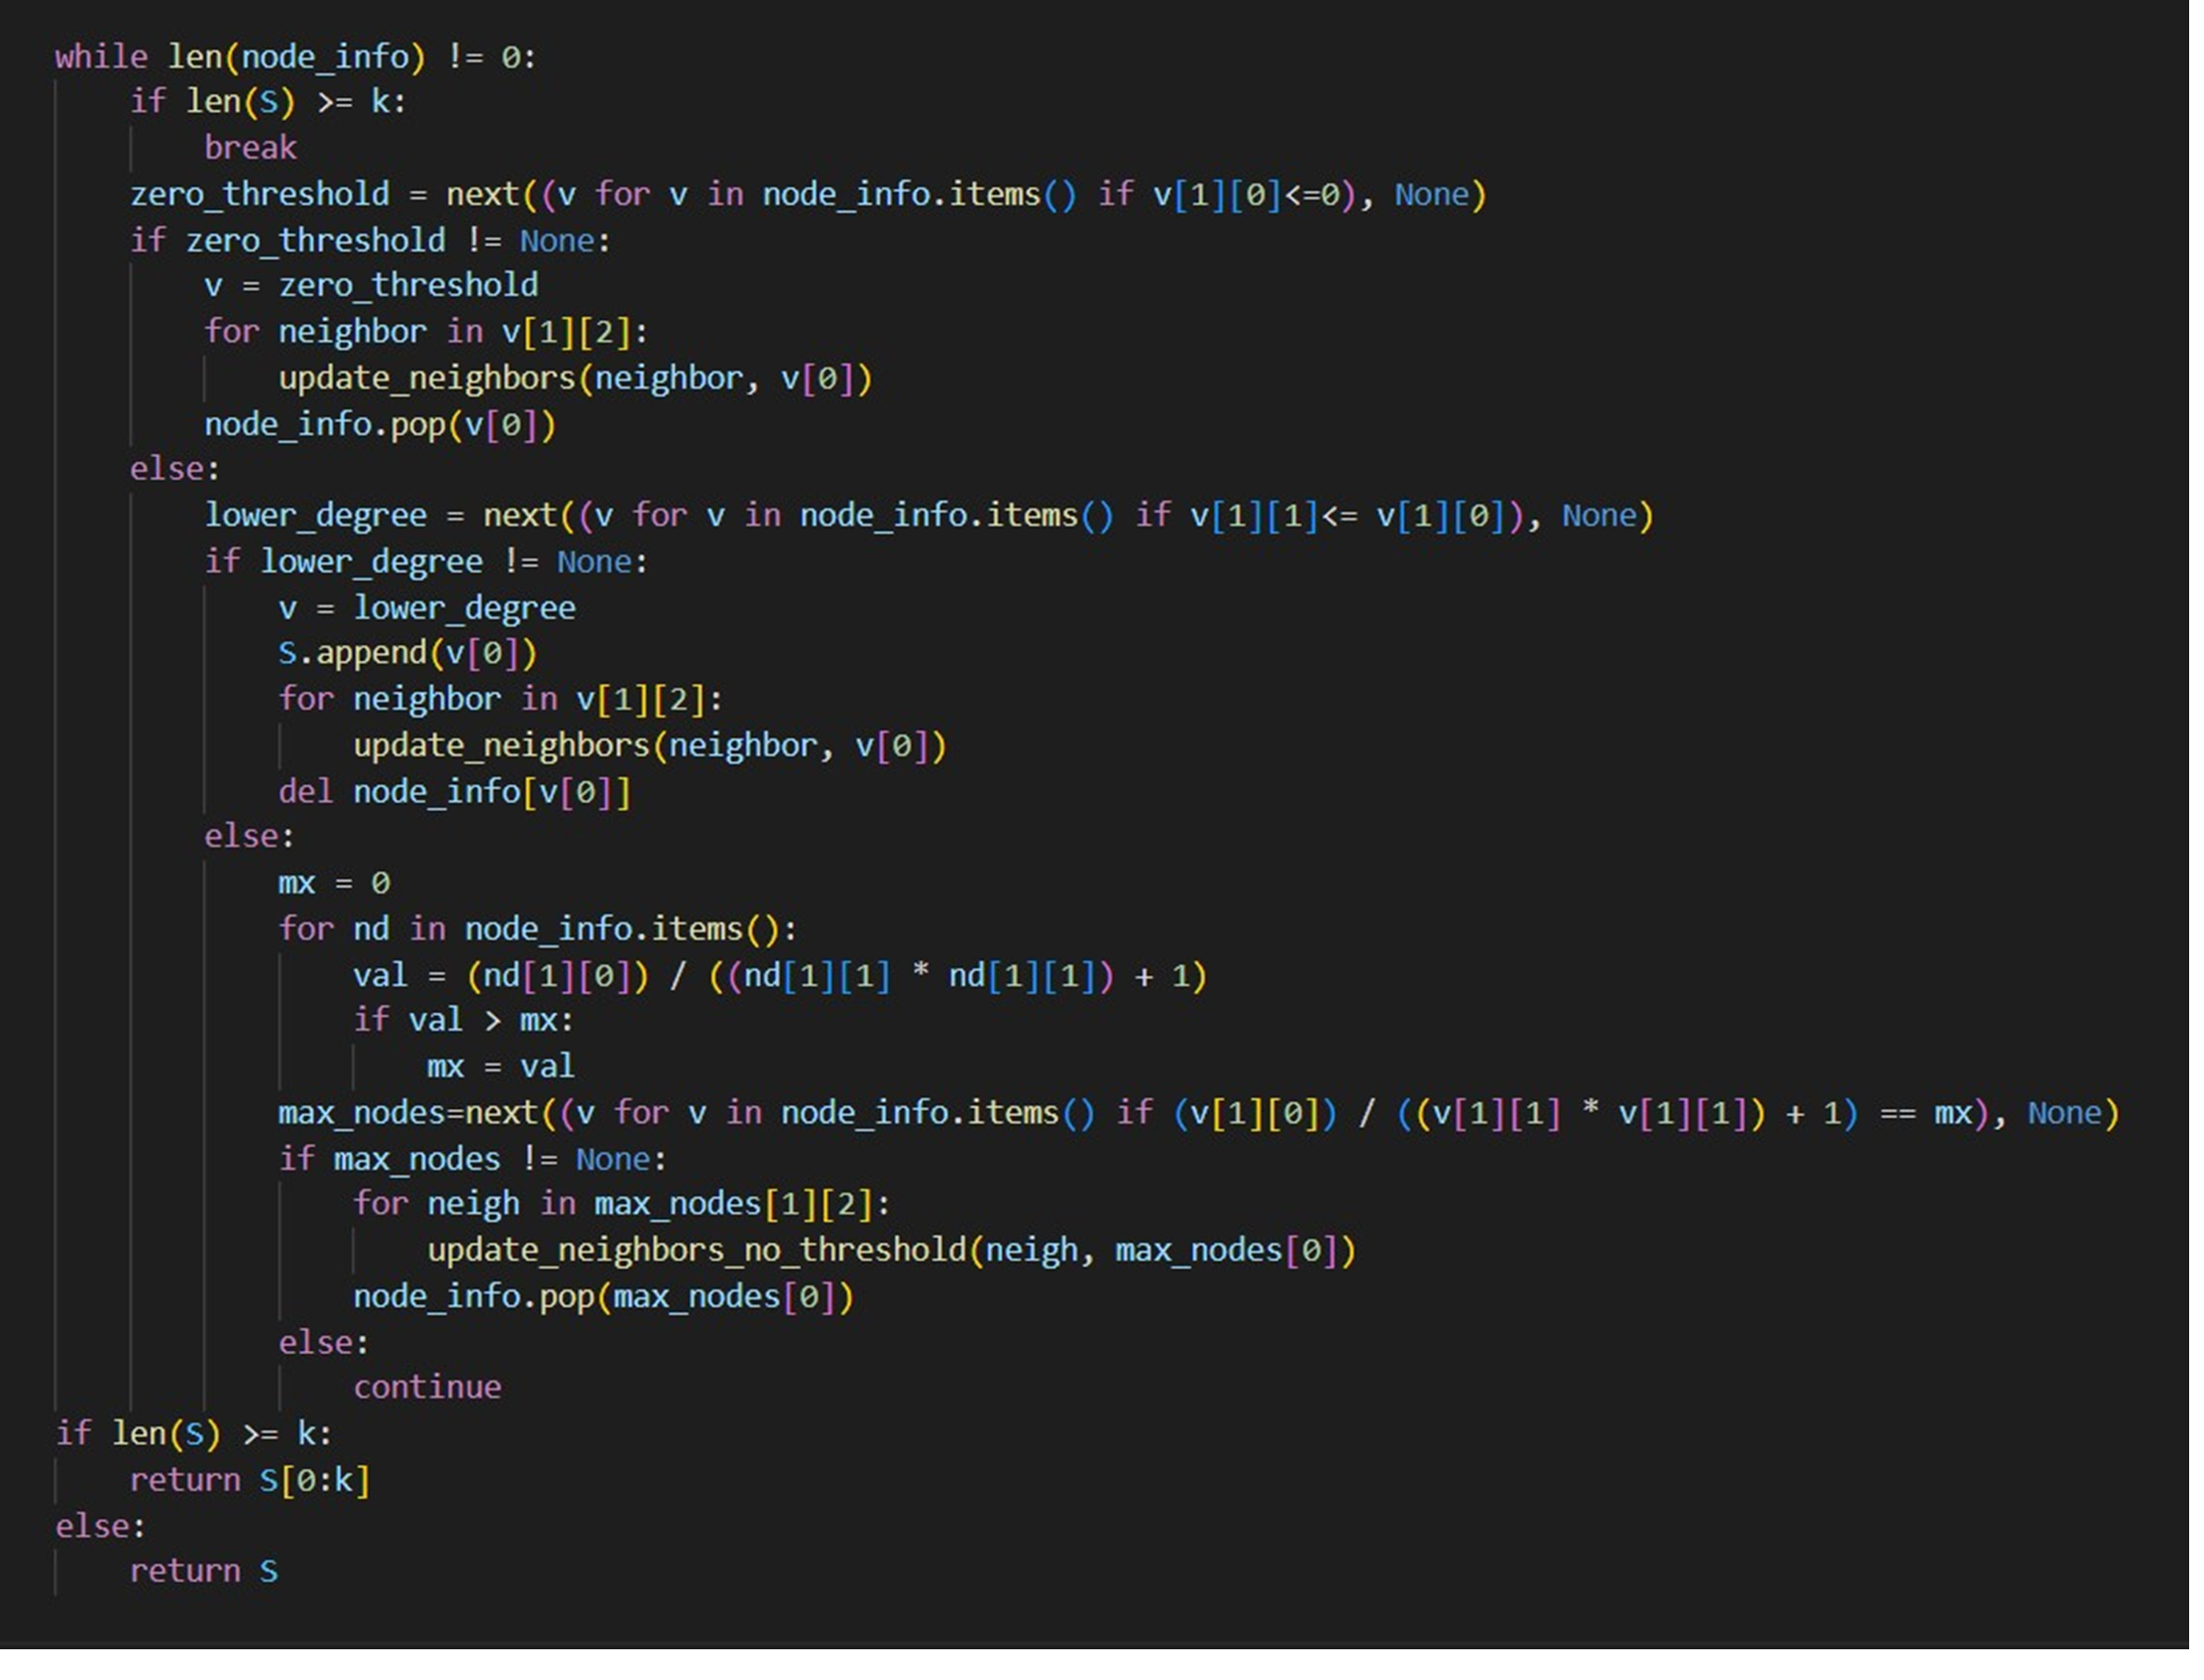 while len(node_info) != 0:
    if len(S) >= k:
        break
    zero_threshold = next((v for v in node_info.items() if v[1][0]<=0), None)
    if zero_threshold != None:
        v = zero_threshold
        for neighbor in v[1][2]:
            update_neighbors(neighbor, v[0])
        node_info.pop(v[0])
    else:
        lower_degree = next((v for v in node_info.items() if v[1][1]<= v[1][0]), None)
        if lower_degree != None:
            v = lower_degree
            S.append(v[0])
            for neighbor in v[1][2]:
                update_neighbors(neighbor, v[0])
            del node_info[v[0]]
        else:
            mx = 0
            for nd in node_info.items():
                val = (nd[1][0]) / ((nd[1][1] * nd[1][1]) + 1)
                if val > mx:
                    mx = val
            max_nodes=next((v for v in node_info.items() if (v[1][0]) / ((v[1][1] * v[1][1]) + 1) == mx), None)
            if max_nodes != None:
                for neigh in max_nodes[1][2]:
                    update_neighbors_no_threshold(neigh, max_nodes[0])
                node_info.pop(max_nodes[0])
            else:
                continue
if len(S) >= k:
    return S[0:k]
else:
    return S